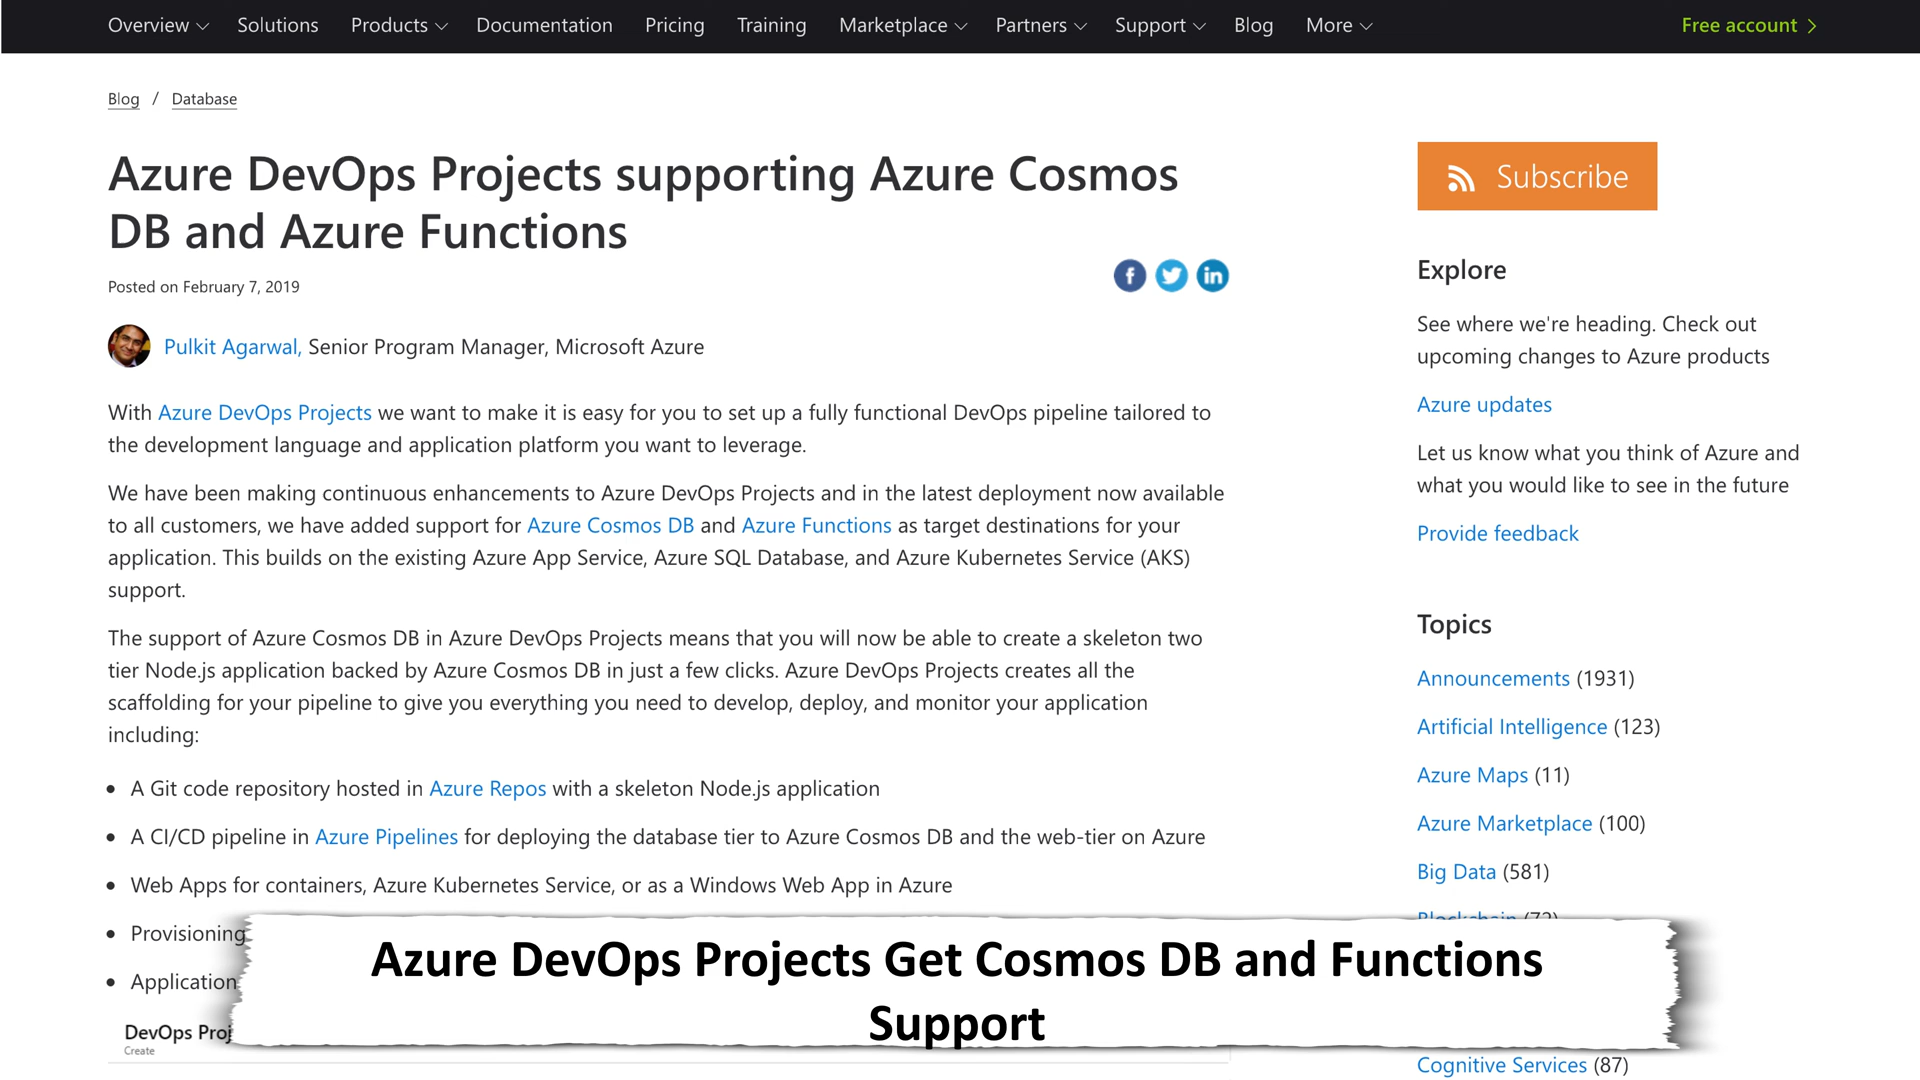 Overview Solutions Products Documentation Pricing Training Marketplace Partners Support Blog More Free account
Blog / Database
Azure DevOps Projects supporting Azure Cosmos
DB and Azure Functions
Posted on February 7, 2019
Pulkit Agarwal, Senior Program Manager, Microsoft Azure
With Azure DevOps Projects we want to make it is easy for you to set up a fully functional DevOps pipeline tailored to
the development language and application platform you want to leverage.
We have been making continuous enhancements to Azure DevOps Projects and in the latest deployment now available
to all customers, we have added support for Azure Cosmos DB and Azure Functions as target destinations for your
application. This builds on the existing Azure App Service, Azure SQL Database, and Azure Kubernetes Service (AKS)
support.
The support of Azure Cosmos DB in Azure DevOps Projects means that you will now be able to create a skeleton two
tier Node.js application backed by Azure Cosmos DB in just a few clicks. Azure DevOps Projects creates all the
scaffolding for your pipeline to give you everything you need to develop, deploy, and monitor your application
including:
• A Git code repository hosted in Azure Repos with a skeleton Node.js application
• A CI/CD pipeline in Azure Pipelines for deploying the database tier to Azure Cosmos DB and the web-tier on Azure
• Web Apps for containers, Azure Kubernetes Service, or as a Windows Web App in Azure
• Provisioning
• Application
DevOps Proj
Create
Subscribe
Explore
See where we're heading. Check out
upcoming changes to Azure products
Azure updates
Let us know what you think of Azure and
what you would like to see in the future
Provide feedback
Topics
Announcements (1931)
Artificial Intelligence (123)
Azure Maps (11)
Azure Marketplace (100)
Big Data (581)
Blockchain (72)
Cognitive Services (87)
Azure DevOps Projects Get Cosmos DB and Functions
Support